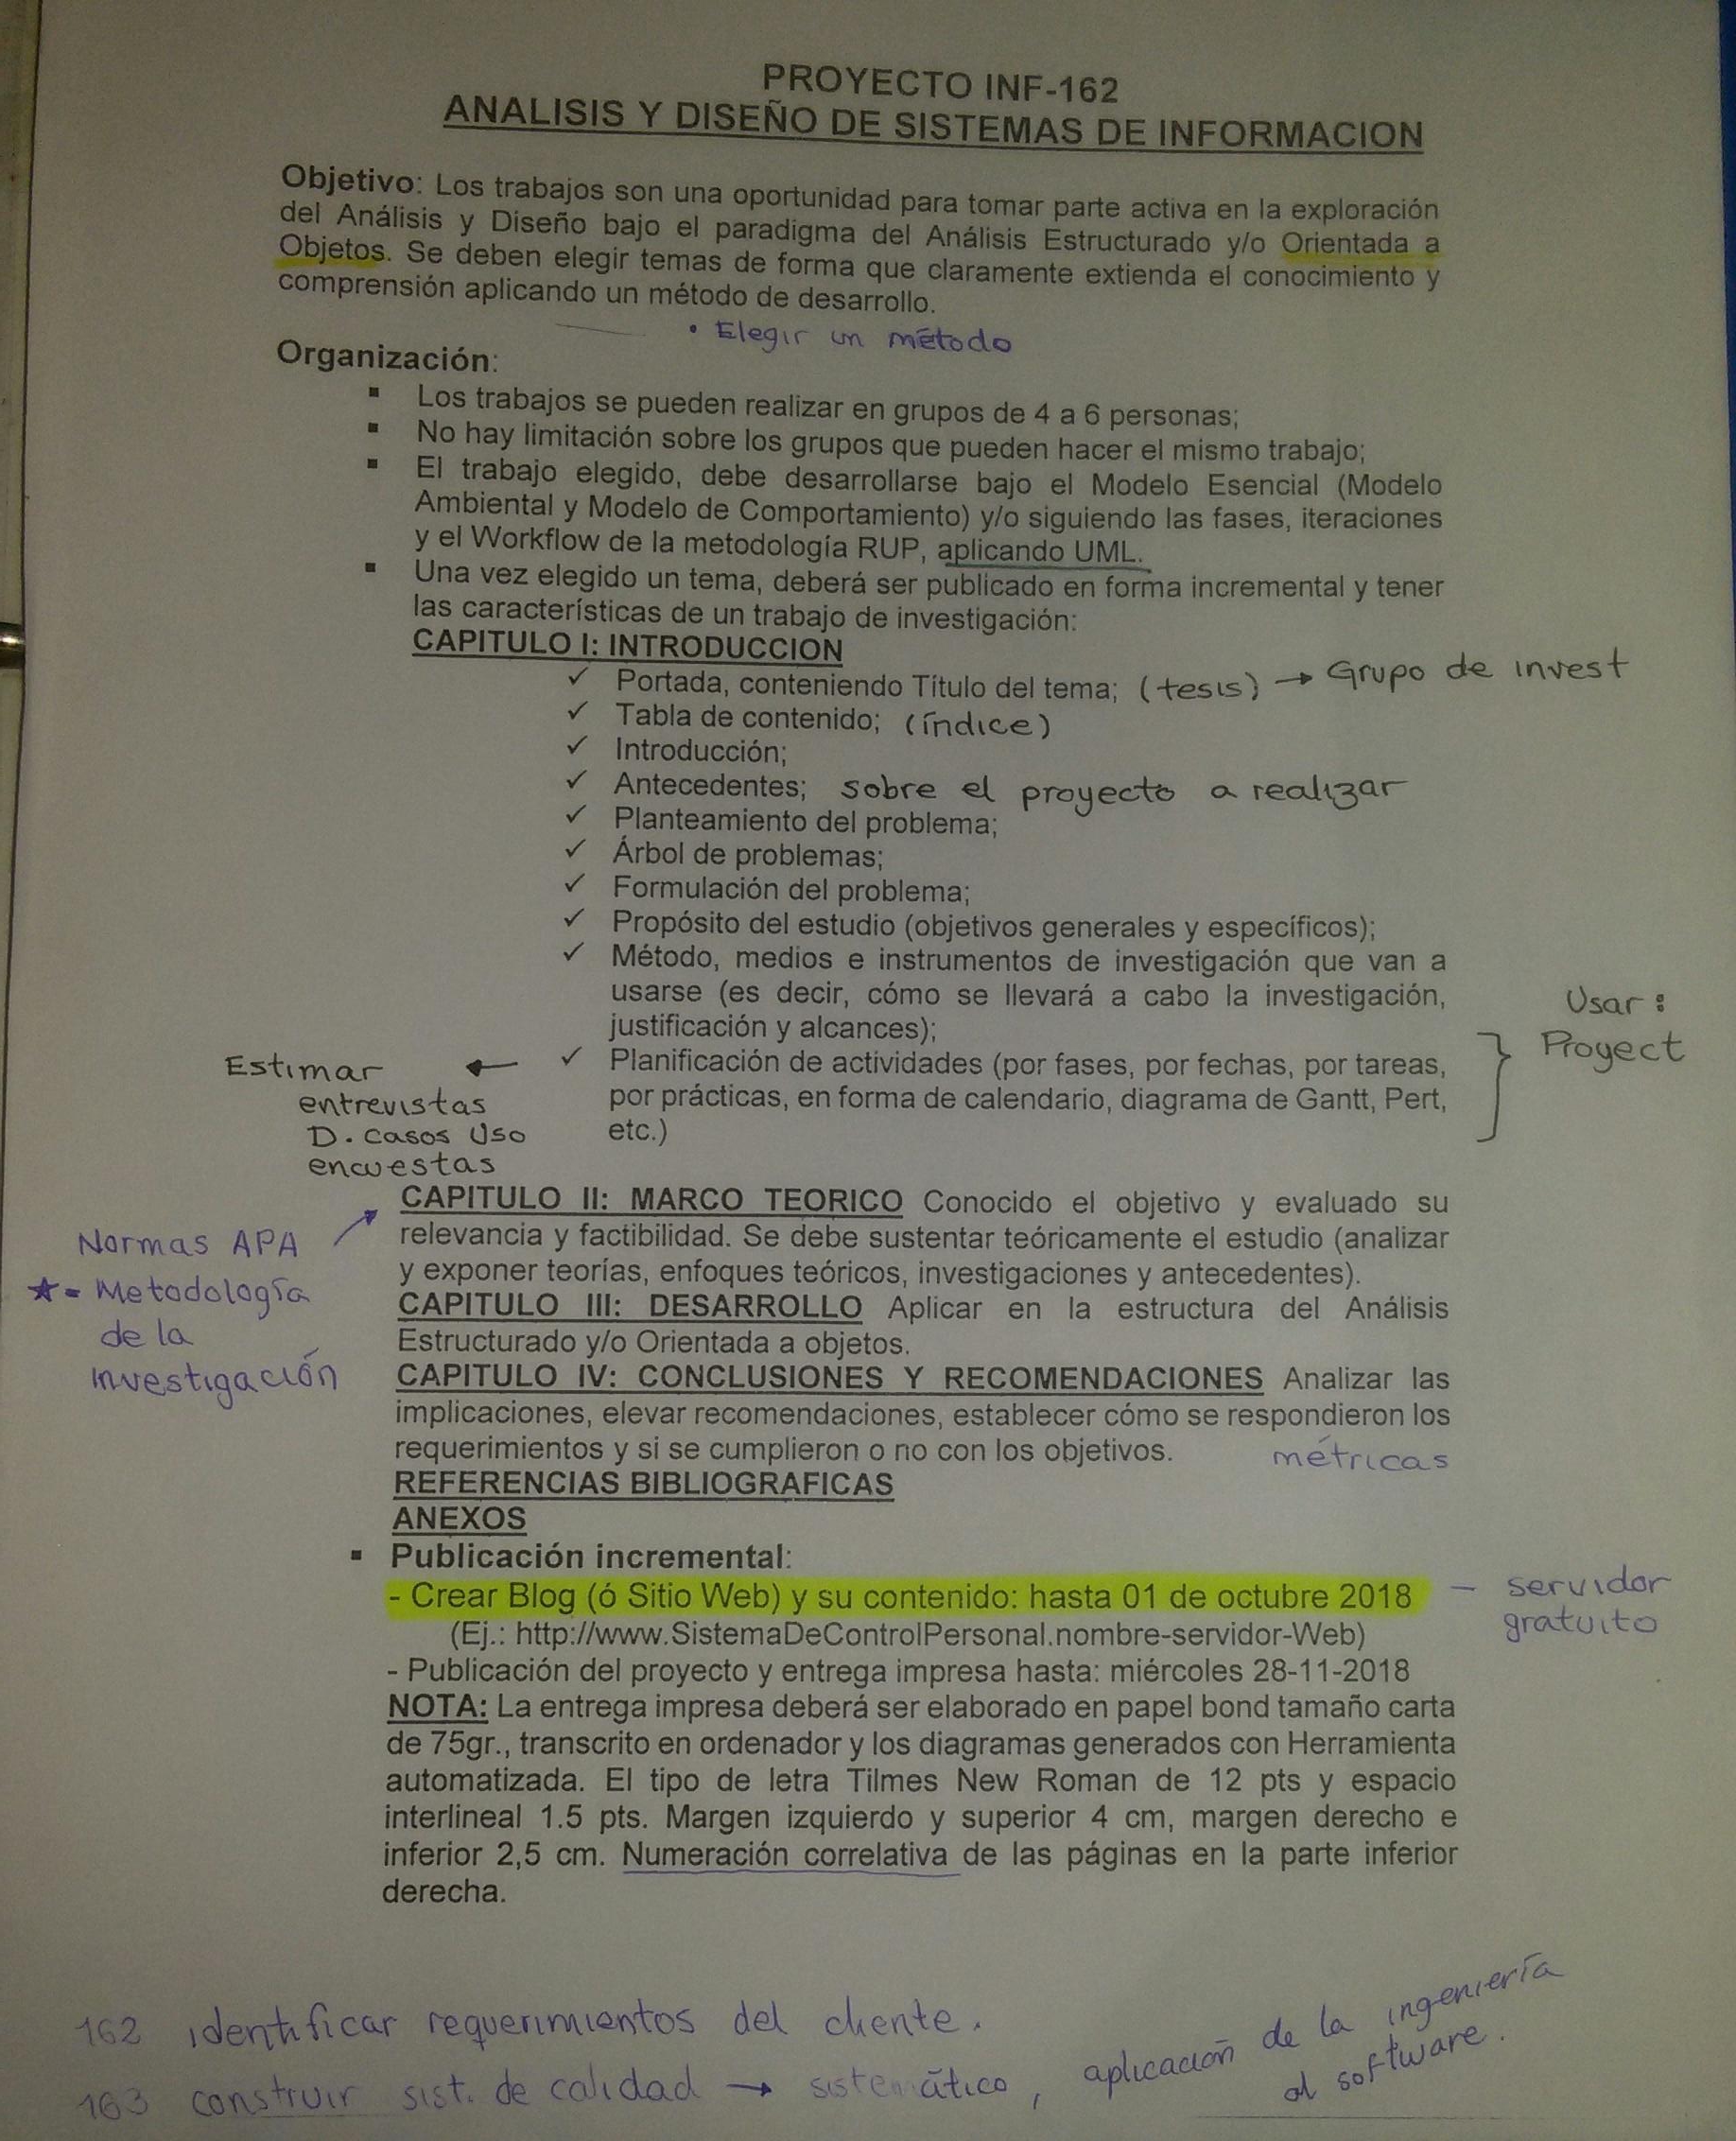 PROYECTO INF-162
ANALISIS Y DISEÑO DE SISTEMAS DE INFORMACION
Objetivo: Los trabajos son una oportunidad para tomar parte activa en la exploración
del Análisis y Diseño bajo el paradigma del Análisis Estructurado y/o Orientada a
Objetos. Se deben elegir temas de forma que claramente extienda el conocimiento y
comprensión aplicando un método de desarrollo.
• Elegir un método
Organización:
▪ Los trabajos se pueden realizar en grupos de 4 a 6 personas;
▪ No hay limitación sobre los grupos que pueden hacer el mismo trabajo;
▪ El trabajo elegido, debe desarrollarse bajo el Modelo Esencial (Modelo
Ambiental y Modelo de Comportamiento) y/o siguiendo las fases, iteraciones
y el Workflow de la metodología RUP, aplicando UML.
▪ Una vez elegido un tema, deberá ser publicado en forma incremental y tener
las características de un trabajo de investigación:
CAPITULO I: INTRODUCCION
✓ Portada, conteniendo Título del tema; (tesis) → Grupo de invest
✓ Tabla de contenido; (índice)
✓ Introducción;
✓ Antecedentes; sobre el proyecto a realizar
✓ Planteamiento del problema;
✓ Árbol de problemas;
✓ Formulación del problema;
✓ Propósito del estudio (objetivos generales y específicos);
✓ Método, medios e instrumentos de investigación que van a
usarse (es decir, cómo se llevará a cabo la investigación,
justificación y alcances);
✓ Planificación de actividades (por fases, por fechas, por tareas,
por prácticas, en forma de calendario, diagrama de Gantt, Pert,
etc.)
Usar:
Proyect
Estimar ←
entrevistas
D. casos Uso
encuestas
CAPITULO II: MARCO TEORICO Conocido el objetivo y evaluado su
relevancia y factibilidad. Se debe sustentar teóricamente el estudio (analizar
y exponer teorías, enfoques teóricos, investigaciones y antecedentes).
Normas APA ↗
★= Metodología
de la
investigación
CAPITULO III: DESARROLLO Aplicar en la estructura del Análisis
Estructurado y/o Orientada a objetos.
CAPITULO IV: CONCLUSIONES Y RECOMENDACIONES Analizar las
implicaciones, elevar recomendaciones, establecer cómo se respondieron los
requerimientos y si se cumplieron o no con los objetivos. métricas
REFERENCIAS BIBLIOGRAFICAS
ANEXOS
▪ Publicación incremental:
- Crear Blog (ó Sitio Web) y su contenido: hasta 01 de octubre 2018 – servidor
gratuito
(Ej.: http://www.SistemaDeControlPersonal.nombre-servidor-Web)
- Publicación del proyecto y entrega impresa hasta: miércoles 28-11-2018
NOTA: La entrega impresa deberá ser elaborado en papel bond tamaño carta
de 75gr., transcrito en ordenador y los diagramas generados con Herramienta
automatizada. El tipo de letra Tilmes New Roman de 12 pts y espacio
interlineal 1.5 pts. Margen izquierdo y superior 4 cm, margen derecho e
inferior 2,5 cm. Numeración correlativa de las páginas en la parte inferior
derecha.
162 identificar requerimientos del cliente.
163 construir sist. de calidad → sistemático, aplicación de la ingeniería
al software.